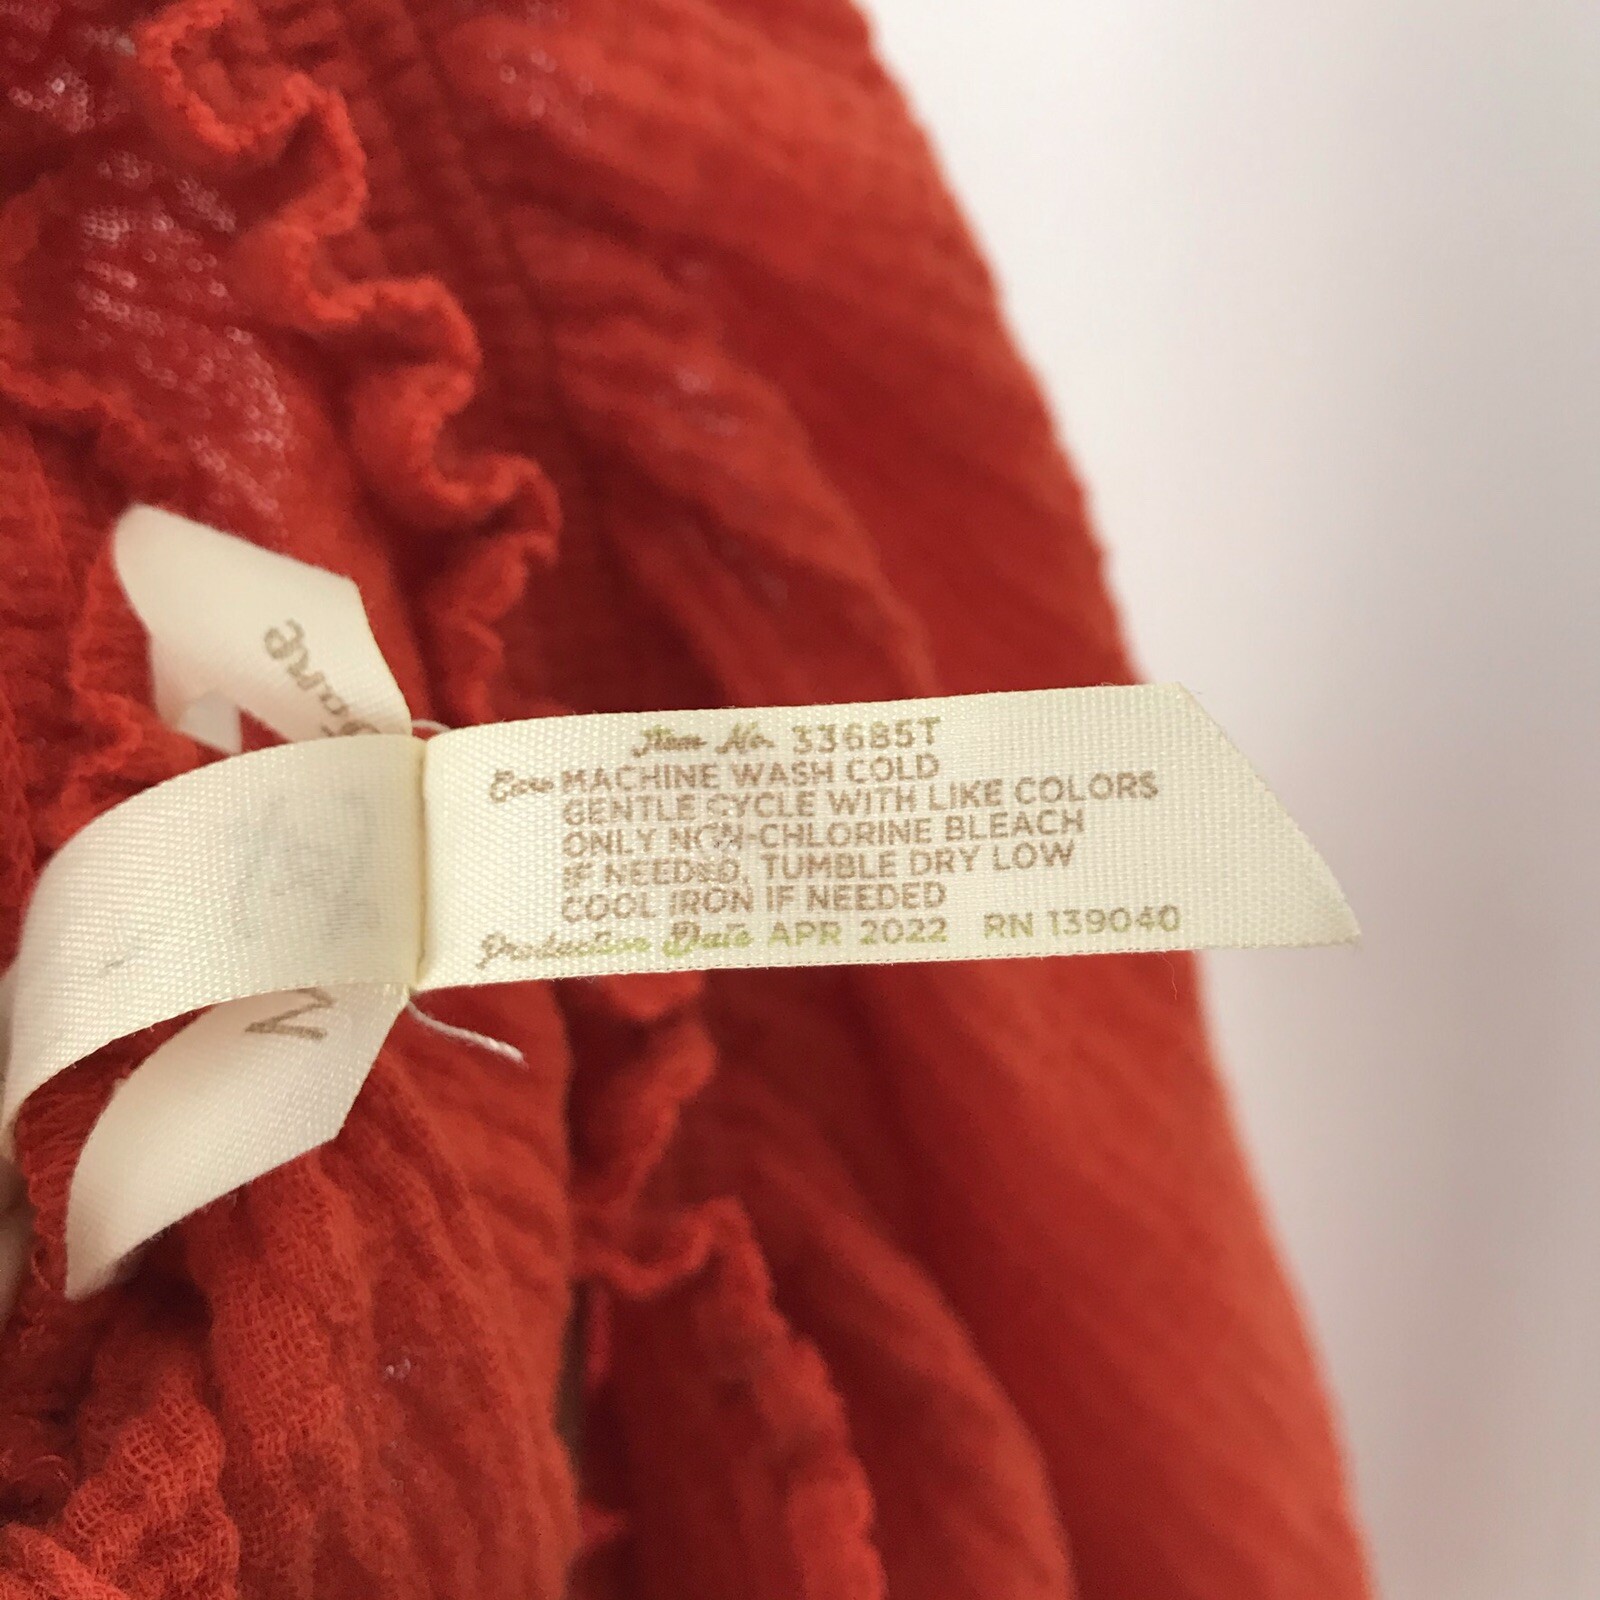 Item No. 33685T
Care MACHINE WASH COLD
GENTLE CYCLE WITH LIKE COLORS
ONLY NON-CHLORINE BLEACH
IF NEEDED, TUMBLE DRY LOW
COOL IRON IF NEEDED
Production Date APR 2022 RN 139040
M